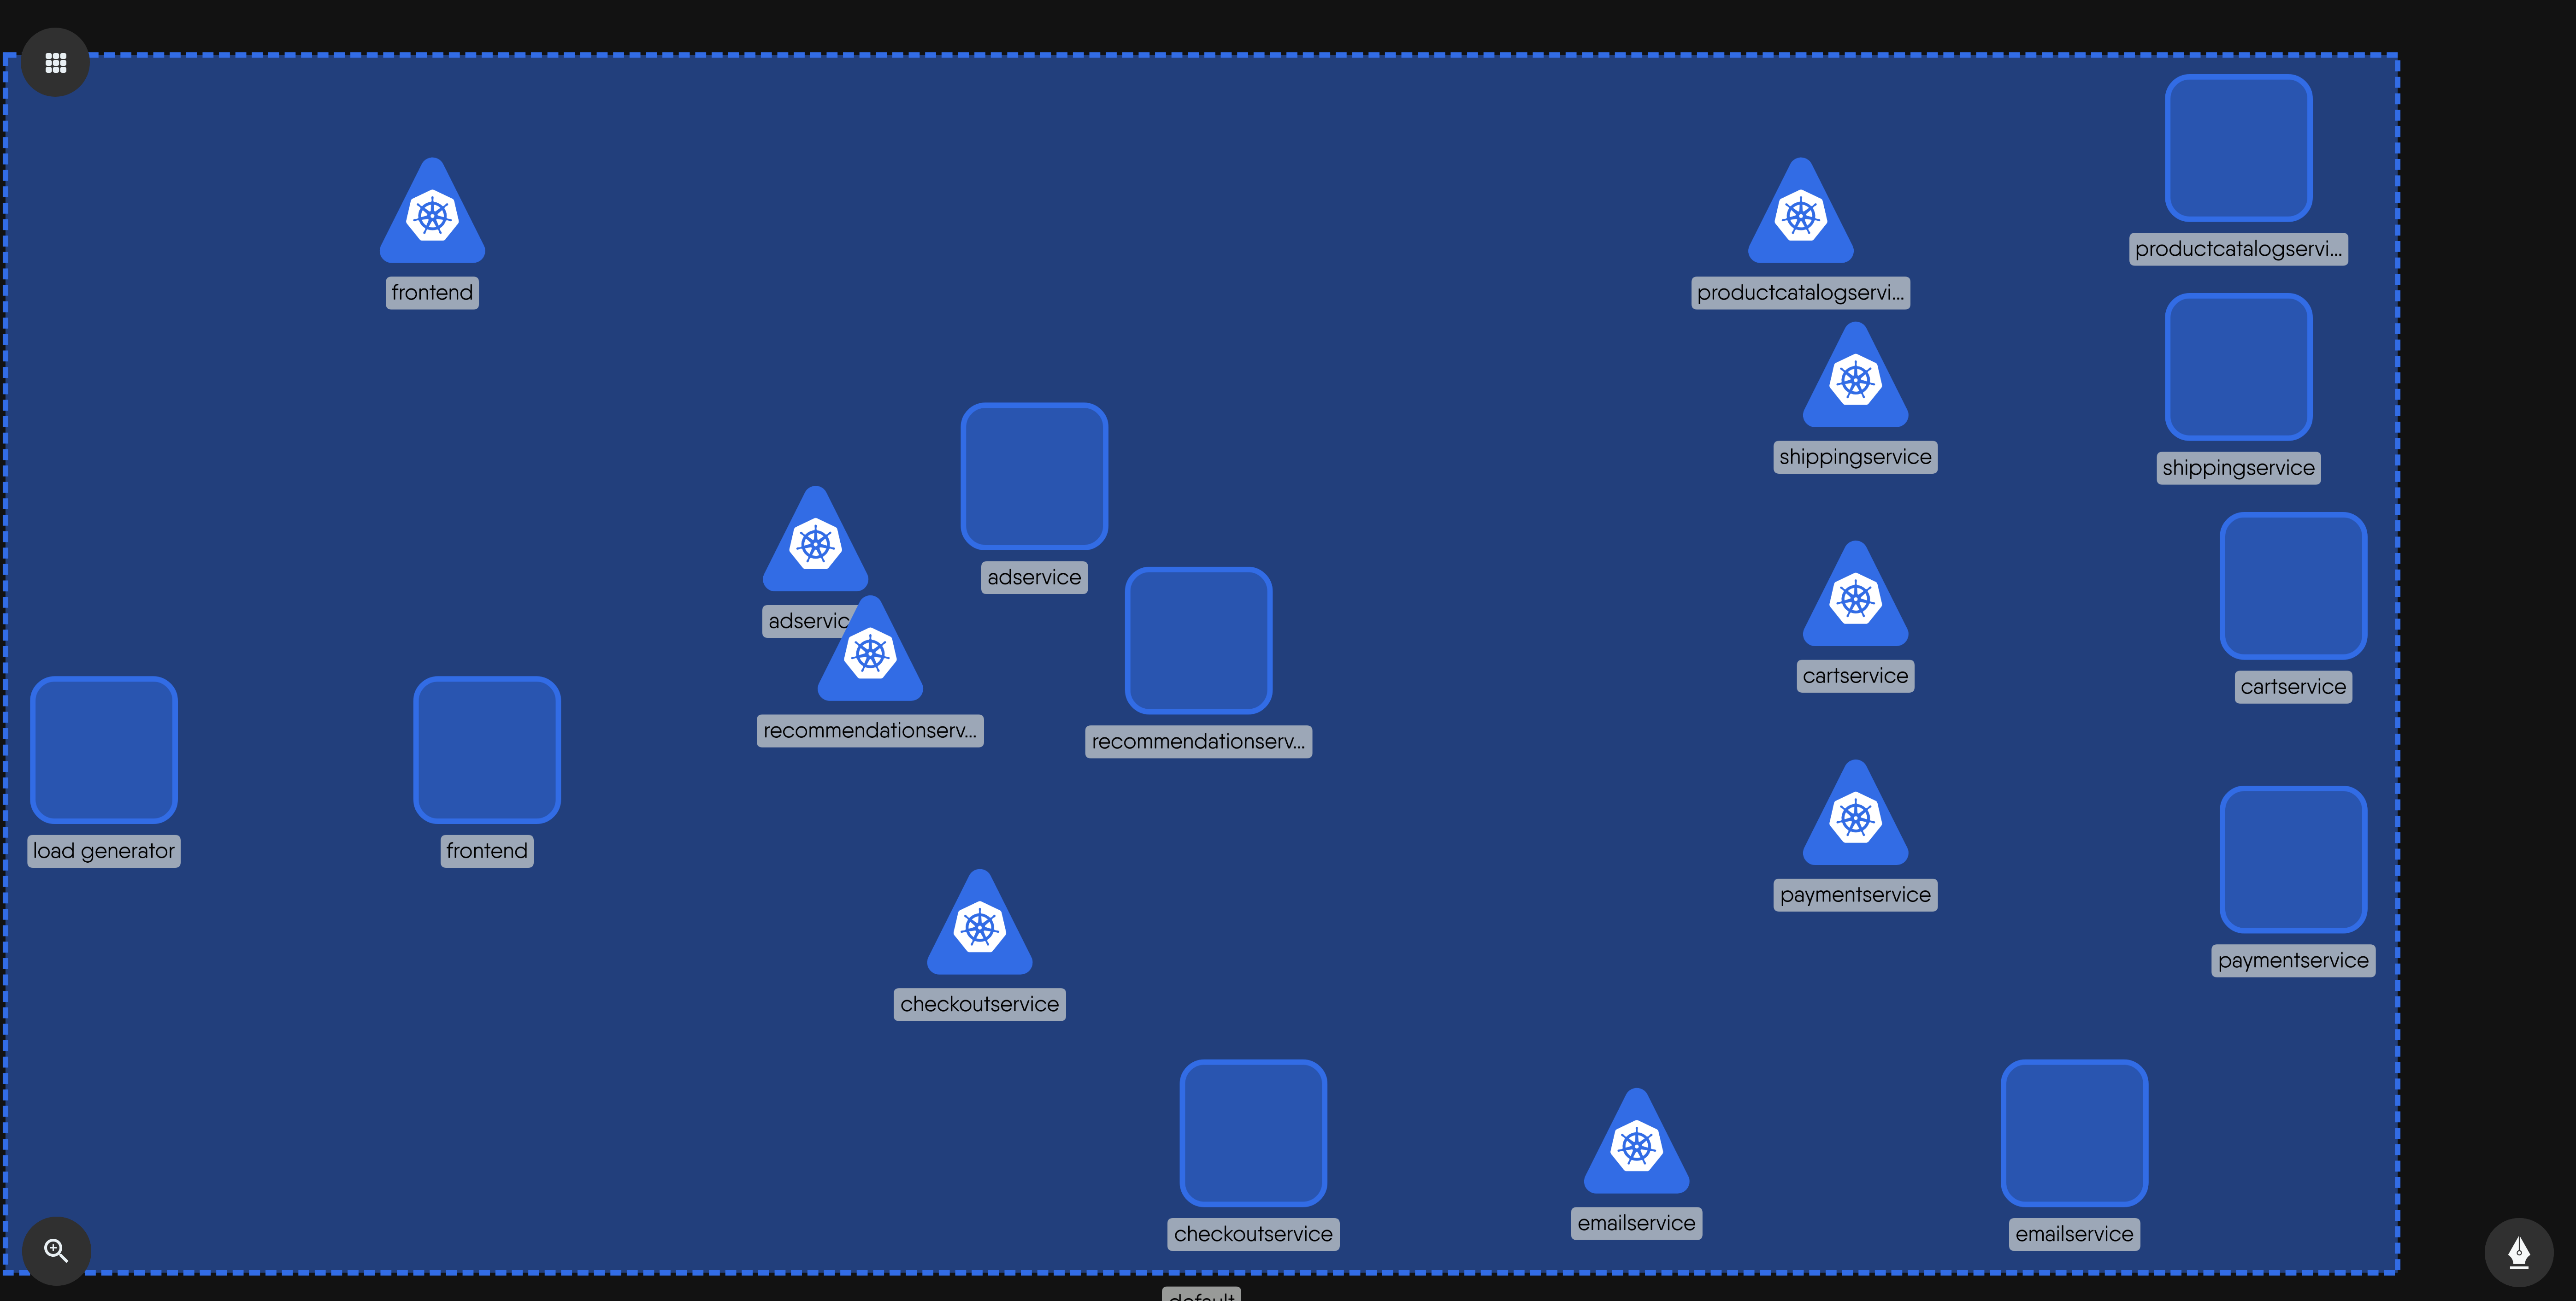 productcatalogservi...
frontend
productcatalogservi...
shippingservice
shippingservice
adservice
adservic
cartservice
cartservice
recommendationserv...
recommendationserv...
load generator
frontend
paymentservice
paymentservice
checkoutservice
emailservice
checkoutservice
emailservice
default